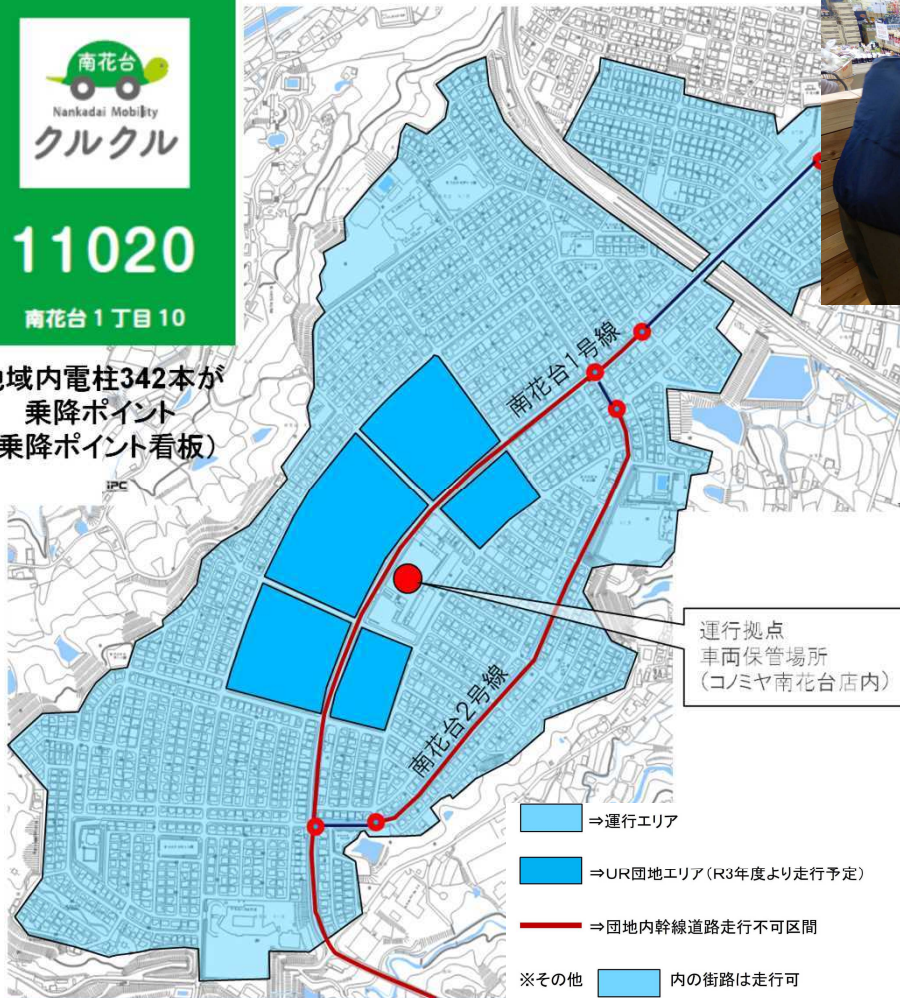 南花台
Nankadai Mobility
クルクル
11020
南花台1丁目10
域内電柱342本が
乗降ポイント
乗降ポイント看板）
iPC
南花台1号線
運行拠点
車両保管場所
（コノミヤ南花台店内）
南花台2号線
⇒運行エリア
⇒UR団地エリア（R3年度より走行予定）
⇒団地内幹線道路走行不可区間
※その他　内の街路は走行可